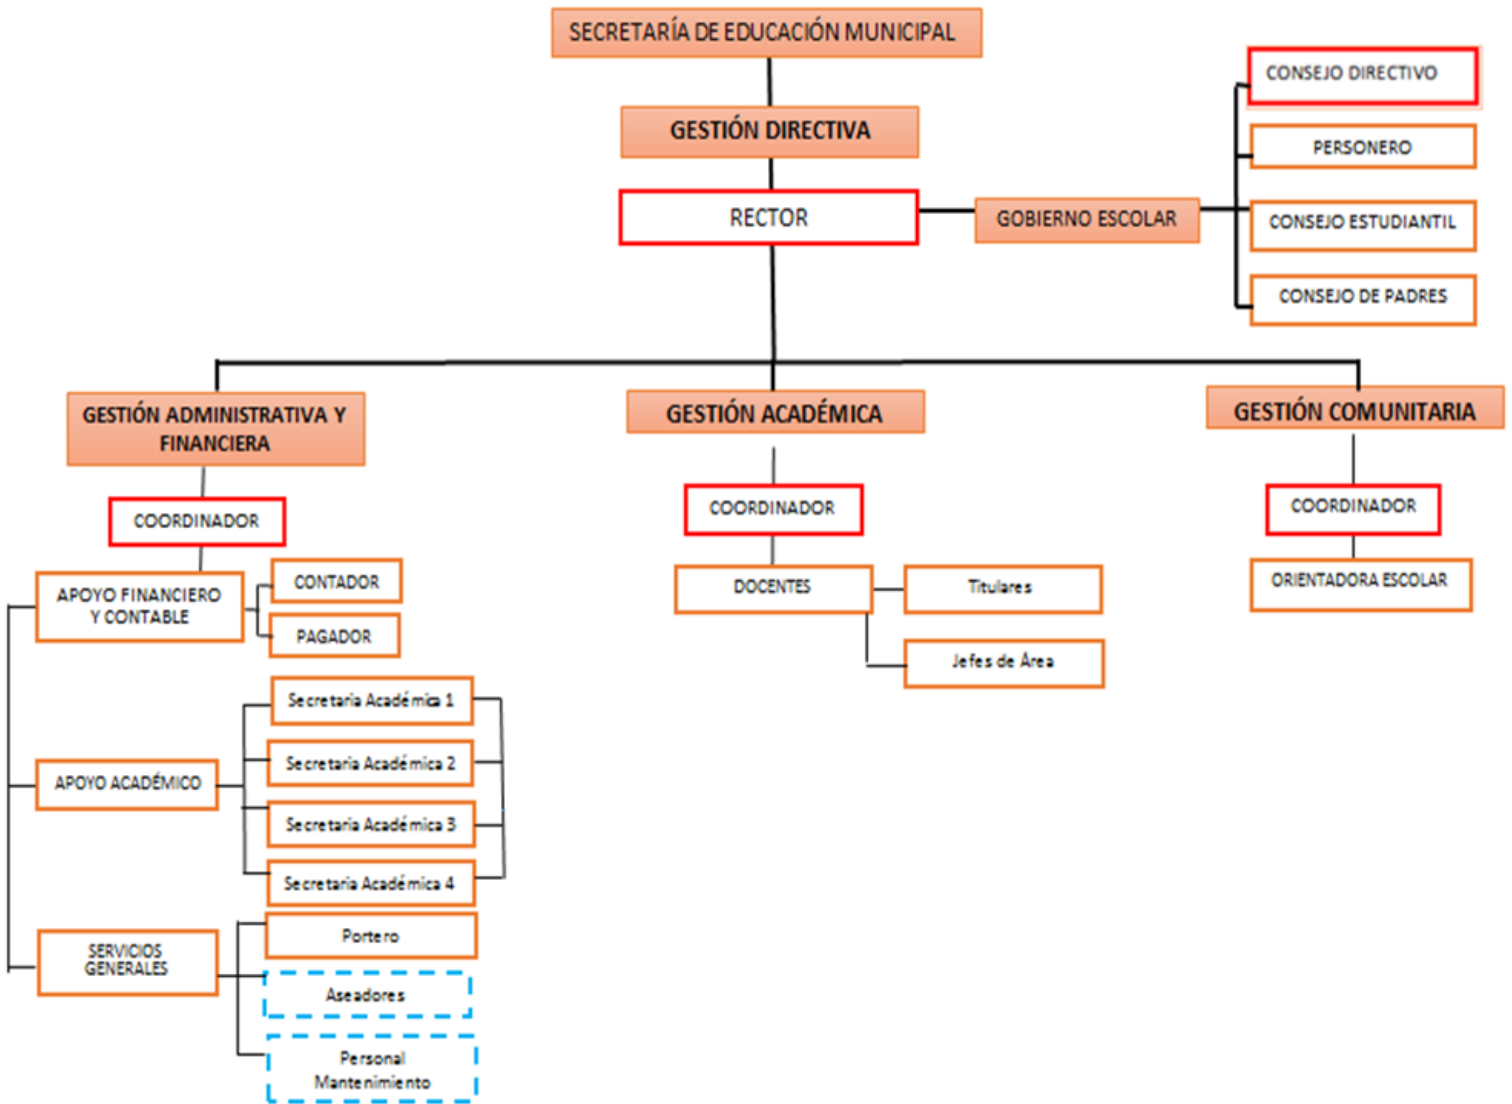 SECRETARÍA DE EDUCACIÓN MUNICIPAL
GESTIÓN DIRECTIVA
RECTOR
GOBIERNO ESCOLAR
CONSEJO DIRECTIVO
PERSONERO
CONSEJO ESTUDIANTIL
CONSEJO DE PADRES
GESTIÓN ADMINISTRATIVA Y
FINANCIERA
COORDINADOR
APOYO FINANCIERO
Y CONTABLE
CONTADOR
PAGADOR
APOYO ACADÉMICO
Secretaria Académica 1
Secretaria Académica 2
Secretaria Académica 3
Secretaria Académica 4
SERVICIOS
GENERALES
Portero
Aseadores
Personal
Mantenimiento
GESTIÓN ACADÉMICA
COORDINADOR
DOCENTES
Titulares
Jefes de Área
GESTIÓN COMUNITARIA
COORDINADOR
ORIENTADORA ESCOLAR